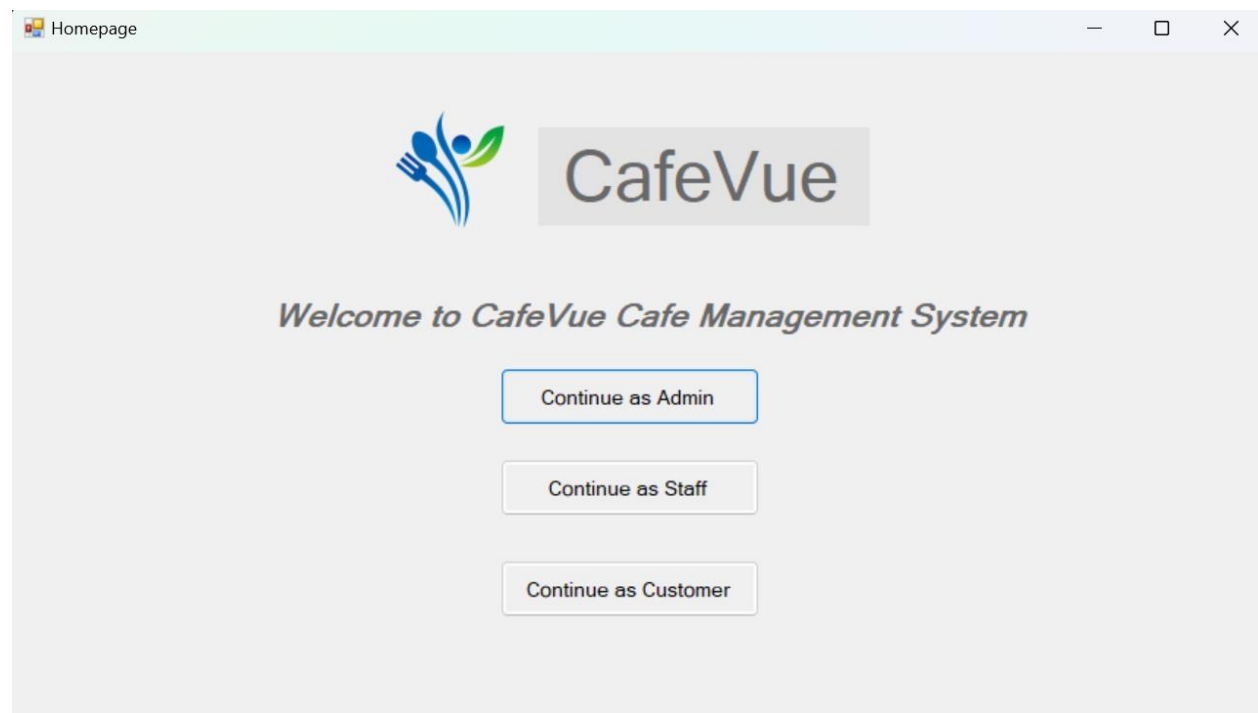 Homepage
CafeVue
Welcome to CafeVue Cafe Management System
Continue as Admin
Continue as Staff
Continue as Customer